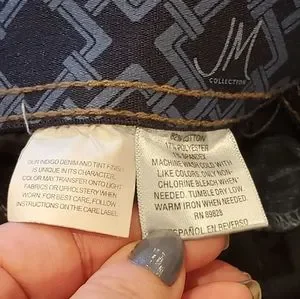 JM
COLLECTION
OUR INDIGO DENIM AND TINT FINISH
IS UNIQUE IN ITS CHARACTER.
COLOR MAY TRANSFER ONTO LIGHT
FABRICS OR UPHOLSTERY WHEN
WORN. FOR BEST CARE, FOLLOW
INSTRUCTIONS ON THE CARE LABEL.
COTTON
17% POLYESTER
1% SPANDEX
MACHINE WASH COLD WITH
LIKE COLORS. ONLY NON-
CHLORINE BLEACH WHEN
NEEDED. TUMBLE DRY LOW.
WARM IRON WHEN NEEDED.
RN 89829
ESPAÑOL EN REVERSO